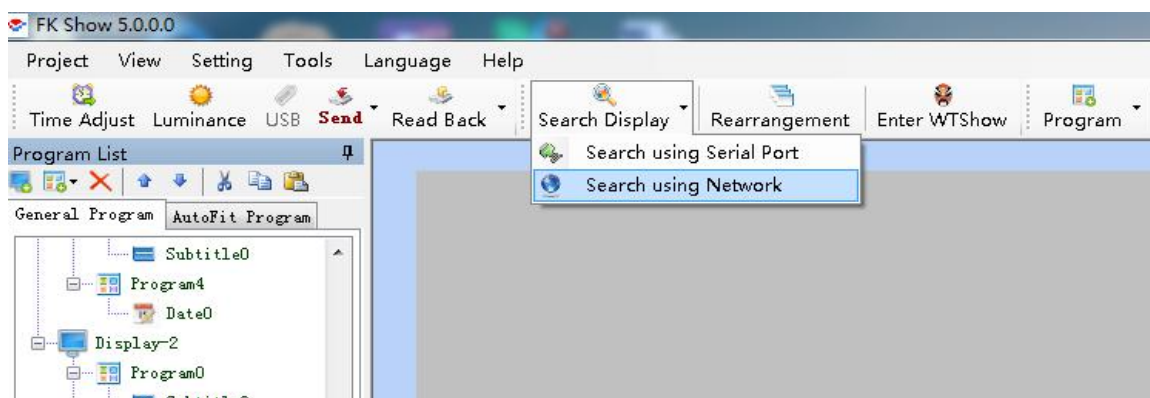 FK Show 5.0.0.0
Project View Setting Tools Language Help
Time Adjust Luminance USB Send Read Back Search Display Rearrangement Enter WTShow Program
Program List
Search using Serial Port
Search using Network
General Program AutoFit Program
Subtitle0
Program4
Date0
Display-2
Program0